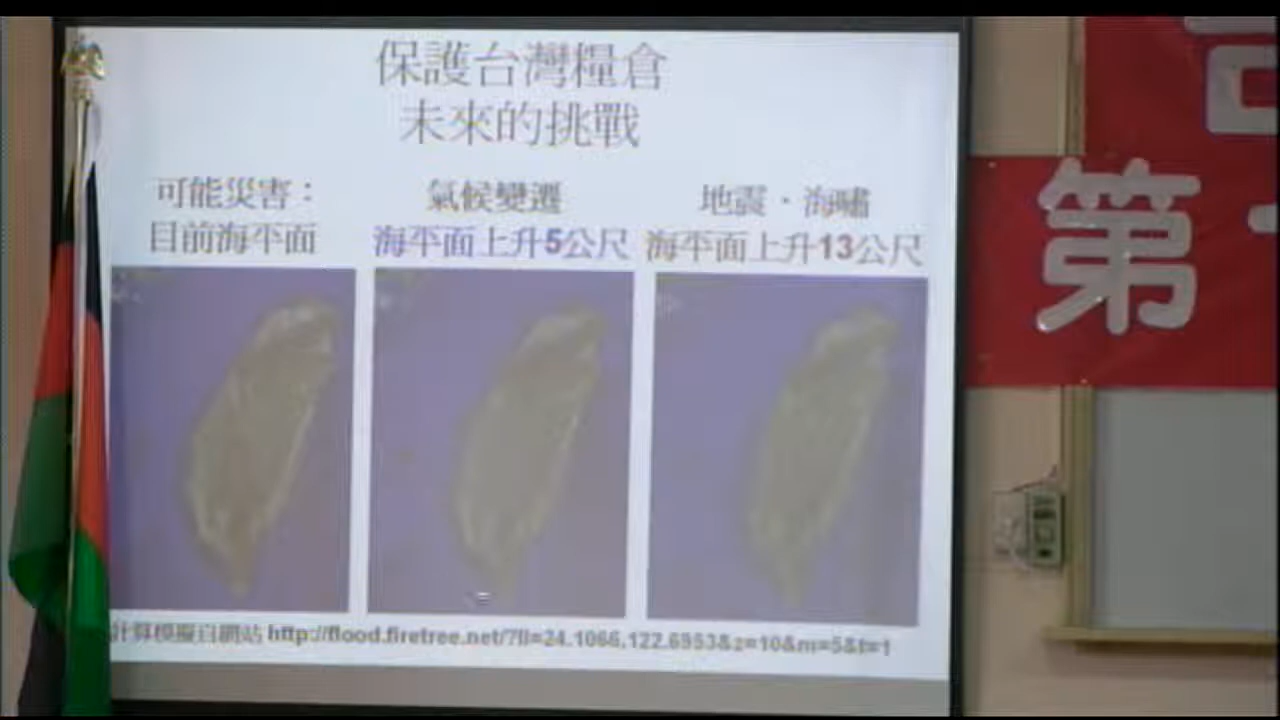 保護台灣糧倉
未來的挑戰
可能災害：
目前海平面
氣候變遷
海平面上升5公尺
地震・海嘯
海平面上升13公尺
計算模擬自網站 http://flood.firetree.net/?ll=24.1066,122.6953&z=10&m=5&t=1
第